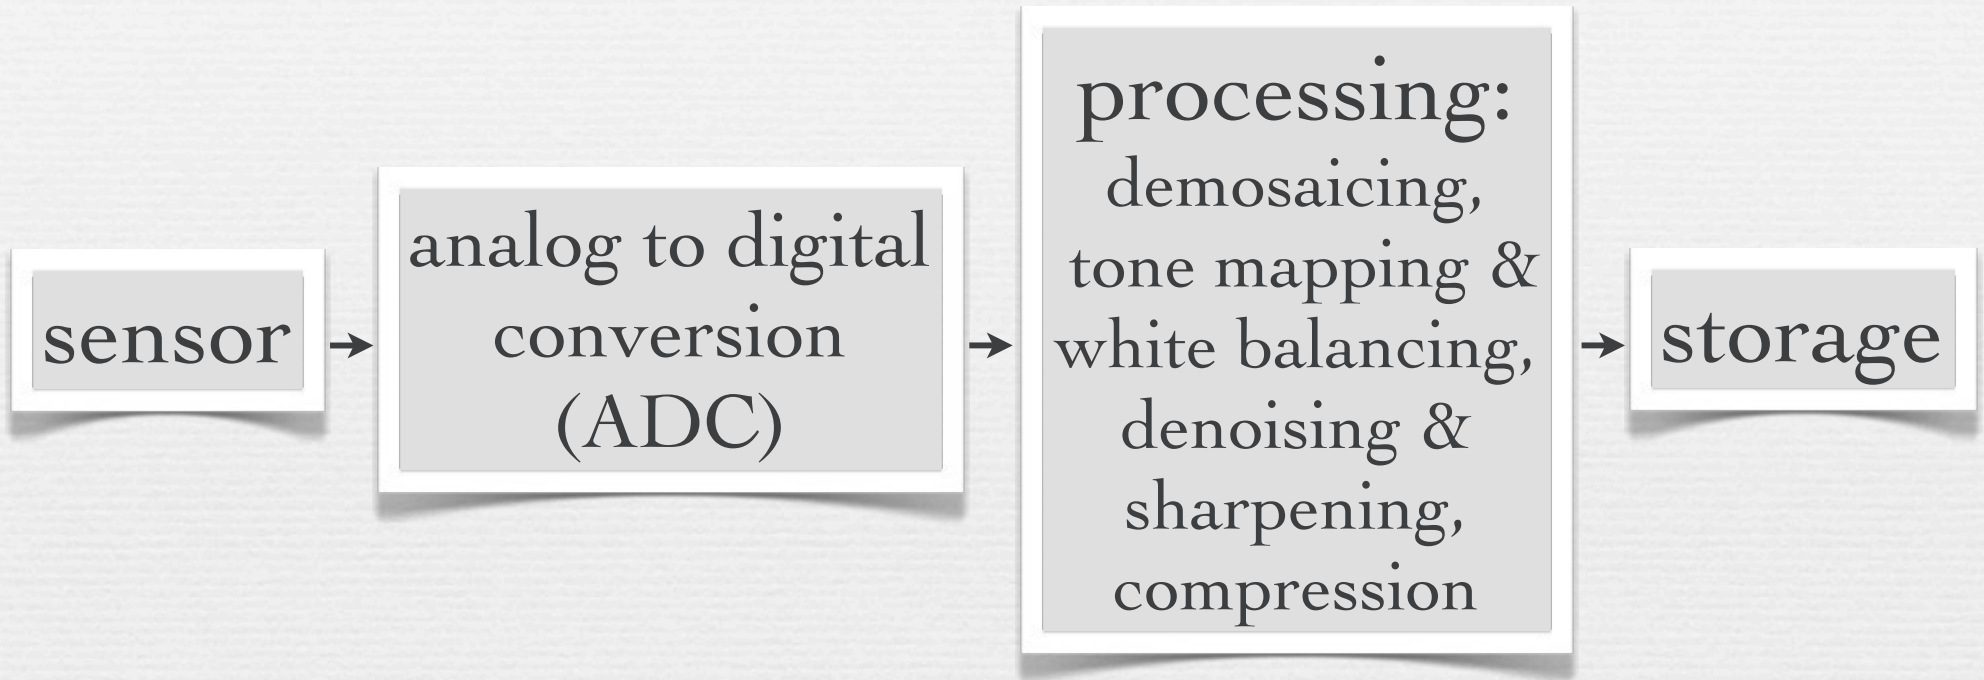 sensor
analog to digital
conversion
(ADC)
processing:
demosaicing,
tone mapping &
white balancing,
denoising &
sharpening,
compression
storage